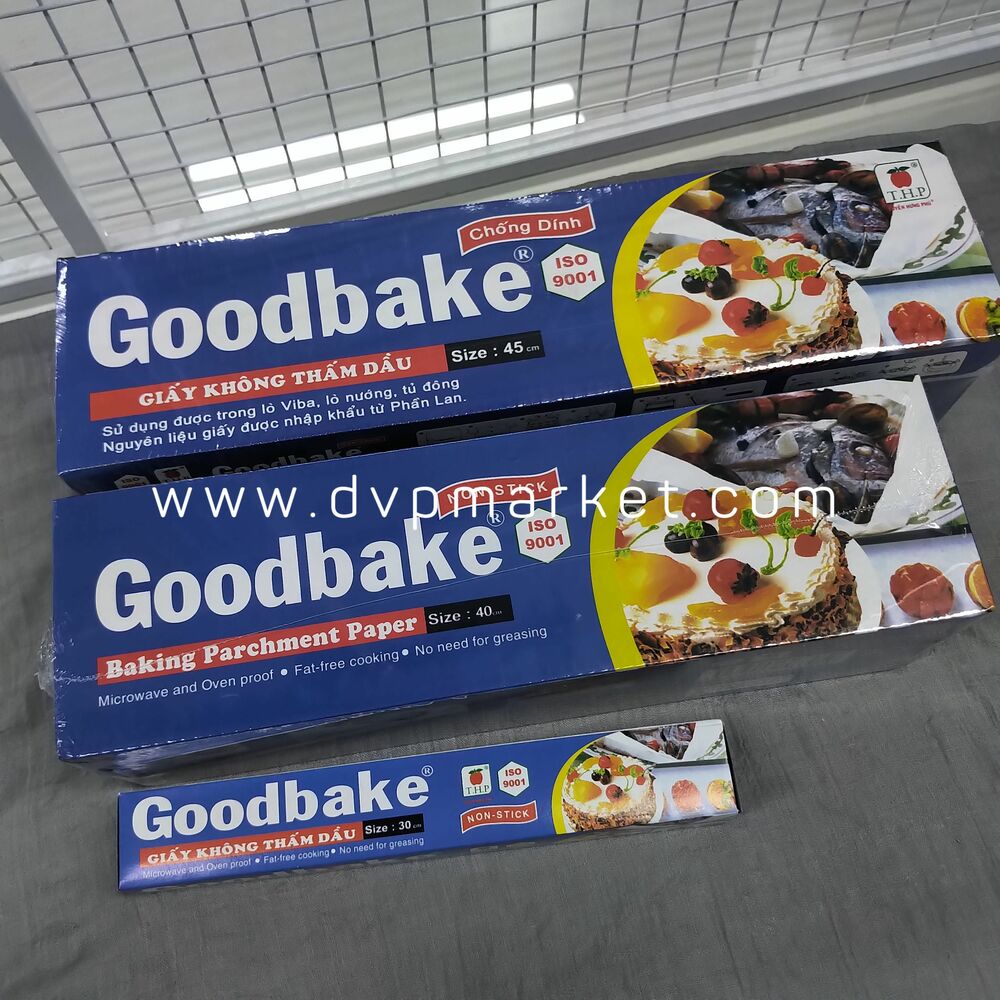 T.H.P
Chống Dính
Goodbake®
ISO
9001
GIẤY KHÔNG THẤM DẦU
Size : 45 cm
Sử dụng được trong lò Viba, lò nướng, tủ đông
Nguyên liệu giấy được nhập khẩu từ Phần Lan.
Goodbake
www.dvpmarket.com
NON-STICK
Goodbake®
ISO
9001
Baking Parchment Paper
Size : 40cm
Microwave and Oven proof • Fat-free cooking • No need for greasing
Goodbake®
T.H.P
ISO
9001
GIẤY KHÔNG THẤM DẦU
Size : 30 cm
NON-STICK
Microwave and Oven proof • Fat-free cooking • No need for greasing